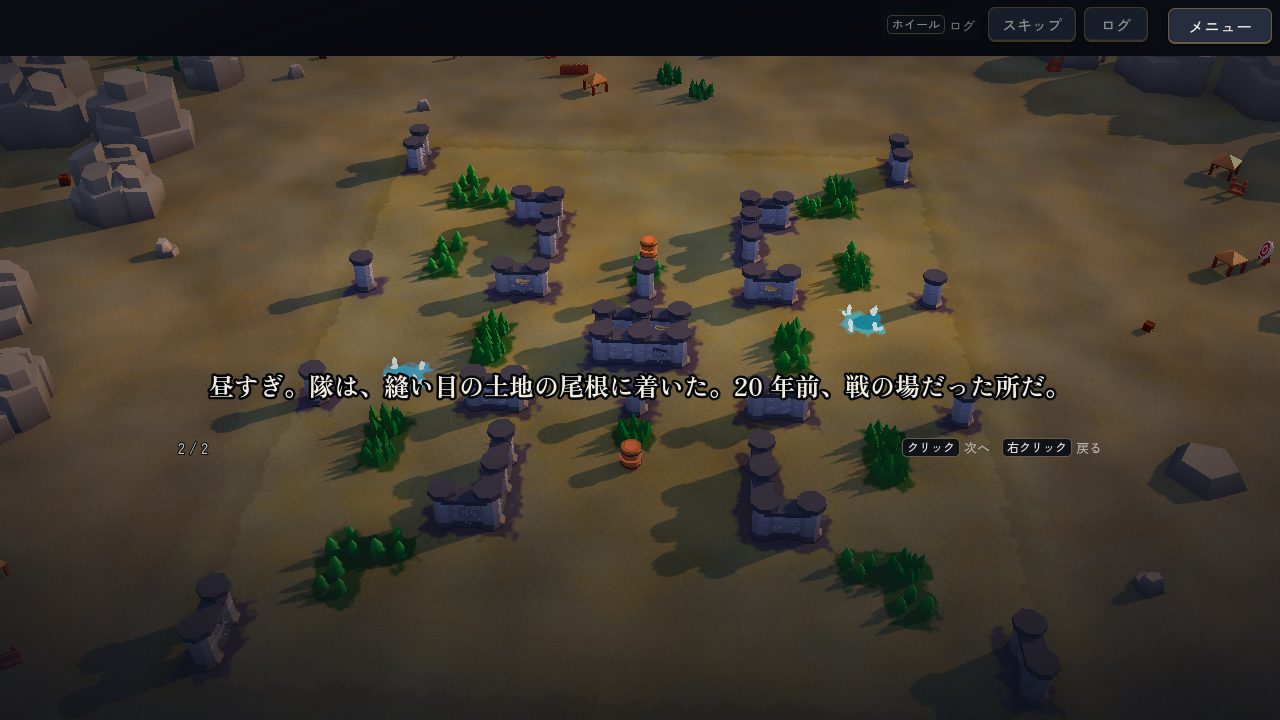 ホイール ログ スキップ ログ メニュー
昼すぎ。隊は、縫い目の土地の尾根に着いた。20 年前、戦の場だった所だ。
2 / 2 クリック 次へ 右クリック 戻る